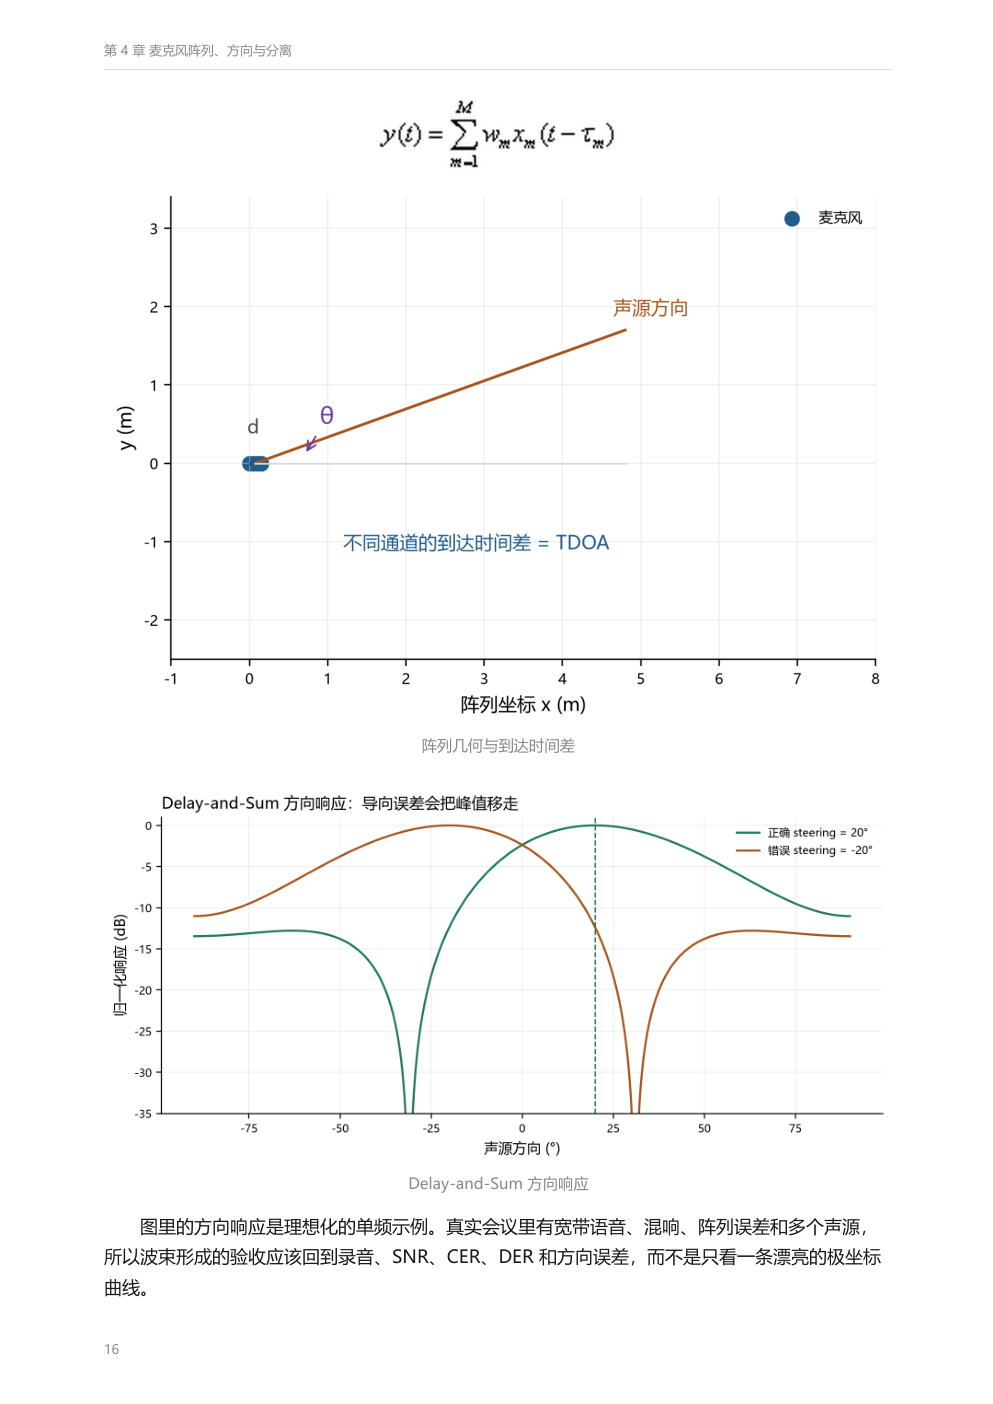 第 4 章 麦克风阵列、方向与分离
y(t) = \sum_{m=1}^{M} w_m x_m (t − τ_m)
麦克风
3
2
1
0
-1
-2
y (m)
声源方向
θ
d
不同通道的到达时间差 = TDOA
-1 0 1 2 3 4 5 6 7 8
阵列坐标 x (m)
阵列几何与到达时间差
Delay-and-Sum 方向响应：导向误差会把峰值移走
正确 steering = 20°
错误 steering = -20°
0
-5
-10
-15
-20
-25
-30
-35
归一化响应 (dB)
-75 -50 -25 0 25 50 75
声源方向 (°)
Delay-and-Sum 方向响应
图里的方向响应是理想化的单频示例。真实会议里有宽带语音、混响、阵列误差和多个声源，
所以波束形成的验收应该回到录音、SNR、CER、DER 和方向误差，而不是只看一条漂亮的极坐标
曲线。
16